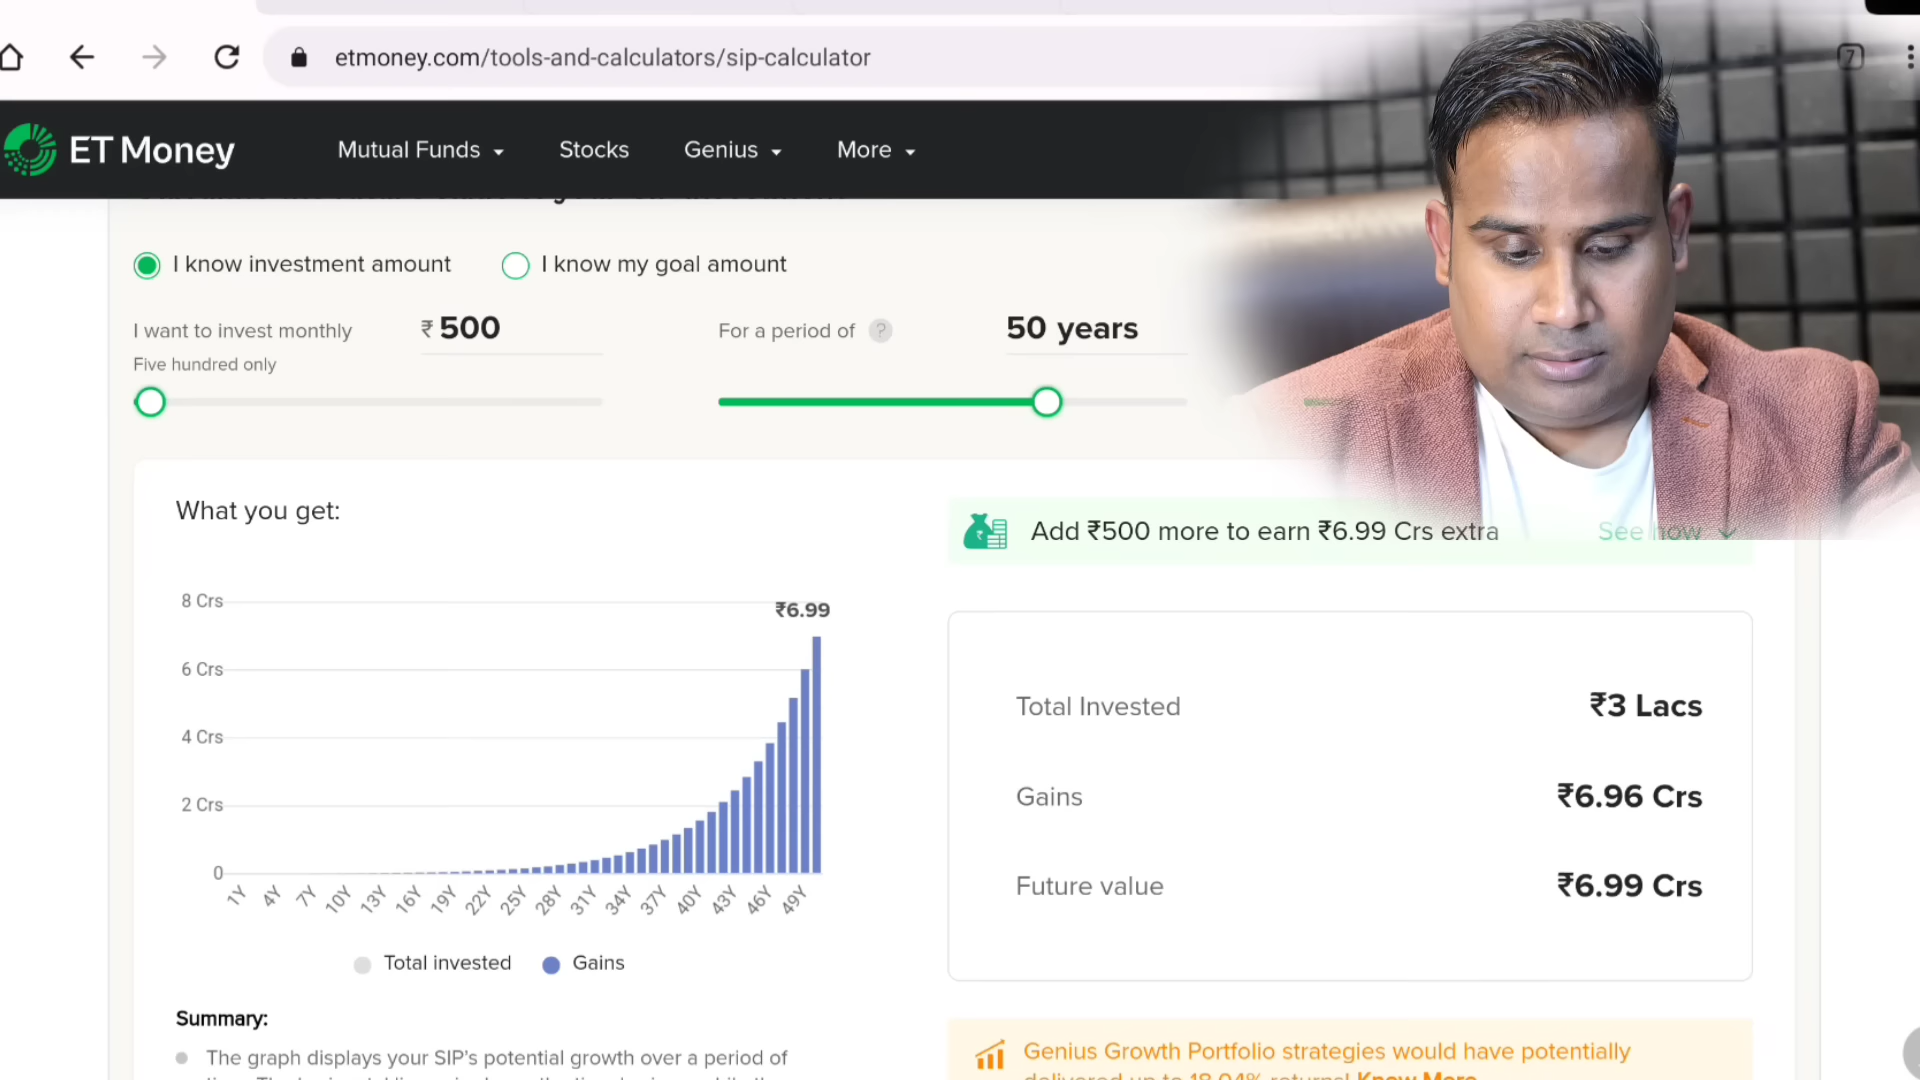 7
etmoney.com/tools-and-calculators/sip-calculator
ET Money
Mutual Funds
Stocks
Genius
More
I know investment amount
I know my goal amount
I want to invest monthly
₹ 500
For a period of ?
50 years
Five hundred only
What you get:
Add ₹500 more to earn ₹6.99 Crs extra
See how
8 Crs
₹6.99
6 Crs
4 Crs
2 Crs
0
1Y 4Y 7Y 10Y 13Y 16Y 19Y 22Y 25Y 28Y 31Y 34Y 37Y 40Y 43Y 46Y 49Y
Total invested
Gains
Total Invested
₹3 Lacs
Gains
₹6.96 Crs
Future value
₹6.99 Crs
Summary:
The graph displays your SIP's potential growth over a period of
Genius Growth Portfolio strategies would have potentially